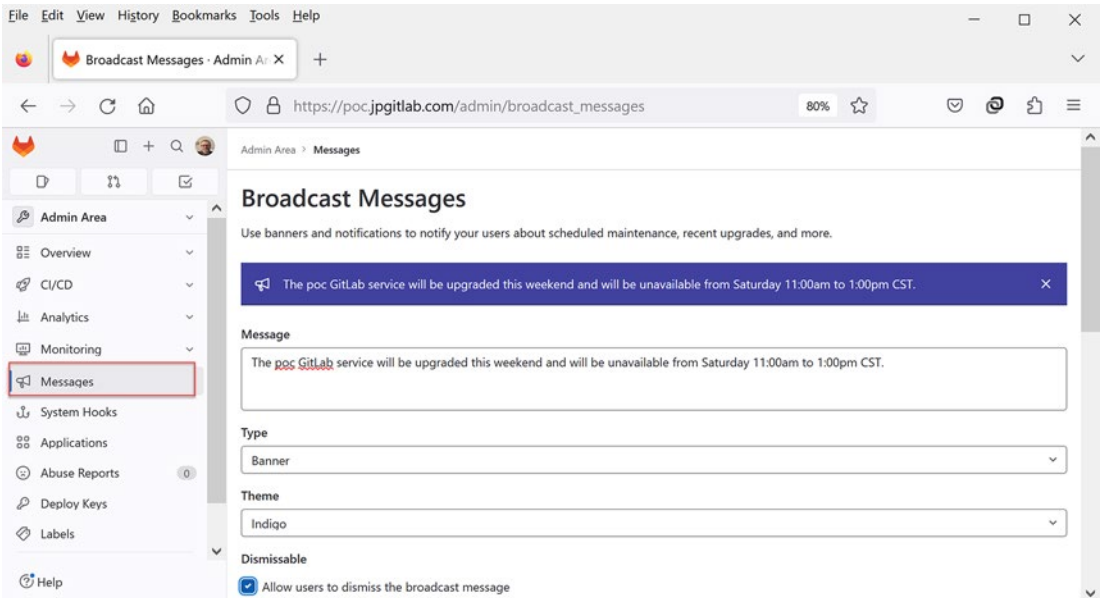 File Edit View History Bookmarks Tools Help
Broadcast Messages · Admin Ar
https://poc.jpgitlab.com/admin/broadcast_messages
80%
Admin Area
Overview
CI/CD
Analytics
Monitoring
Messages
System Hooks
Applications
Abuse Reports 0
Deploy Keys
Labels
Help
Admin Area > Messages
Broadcast Messages
Use banners and notifications to notify your users about scheduled maintenance, recent upgrades, and more.
The poc GitLab service will be upgraded this weekend and will be unavailable from Saturday 11:00am to 1:00pm CST.
Message
The poc GitLab service will be upgraded this weekend and will be unavailable from Saturday 11:00am to 1:00pm CST.
Type
Banner
Theme
Indigo
Dismissable
Allow users to dismiss the broadcast message